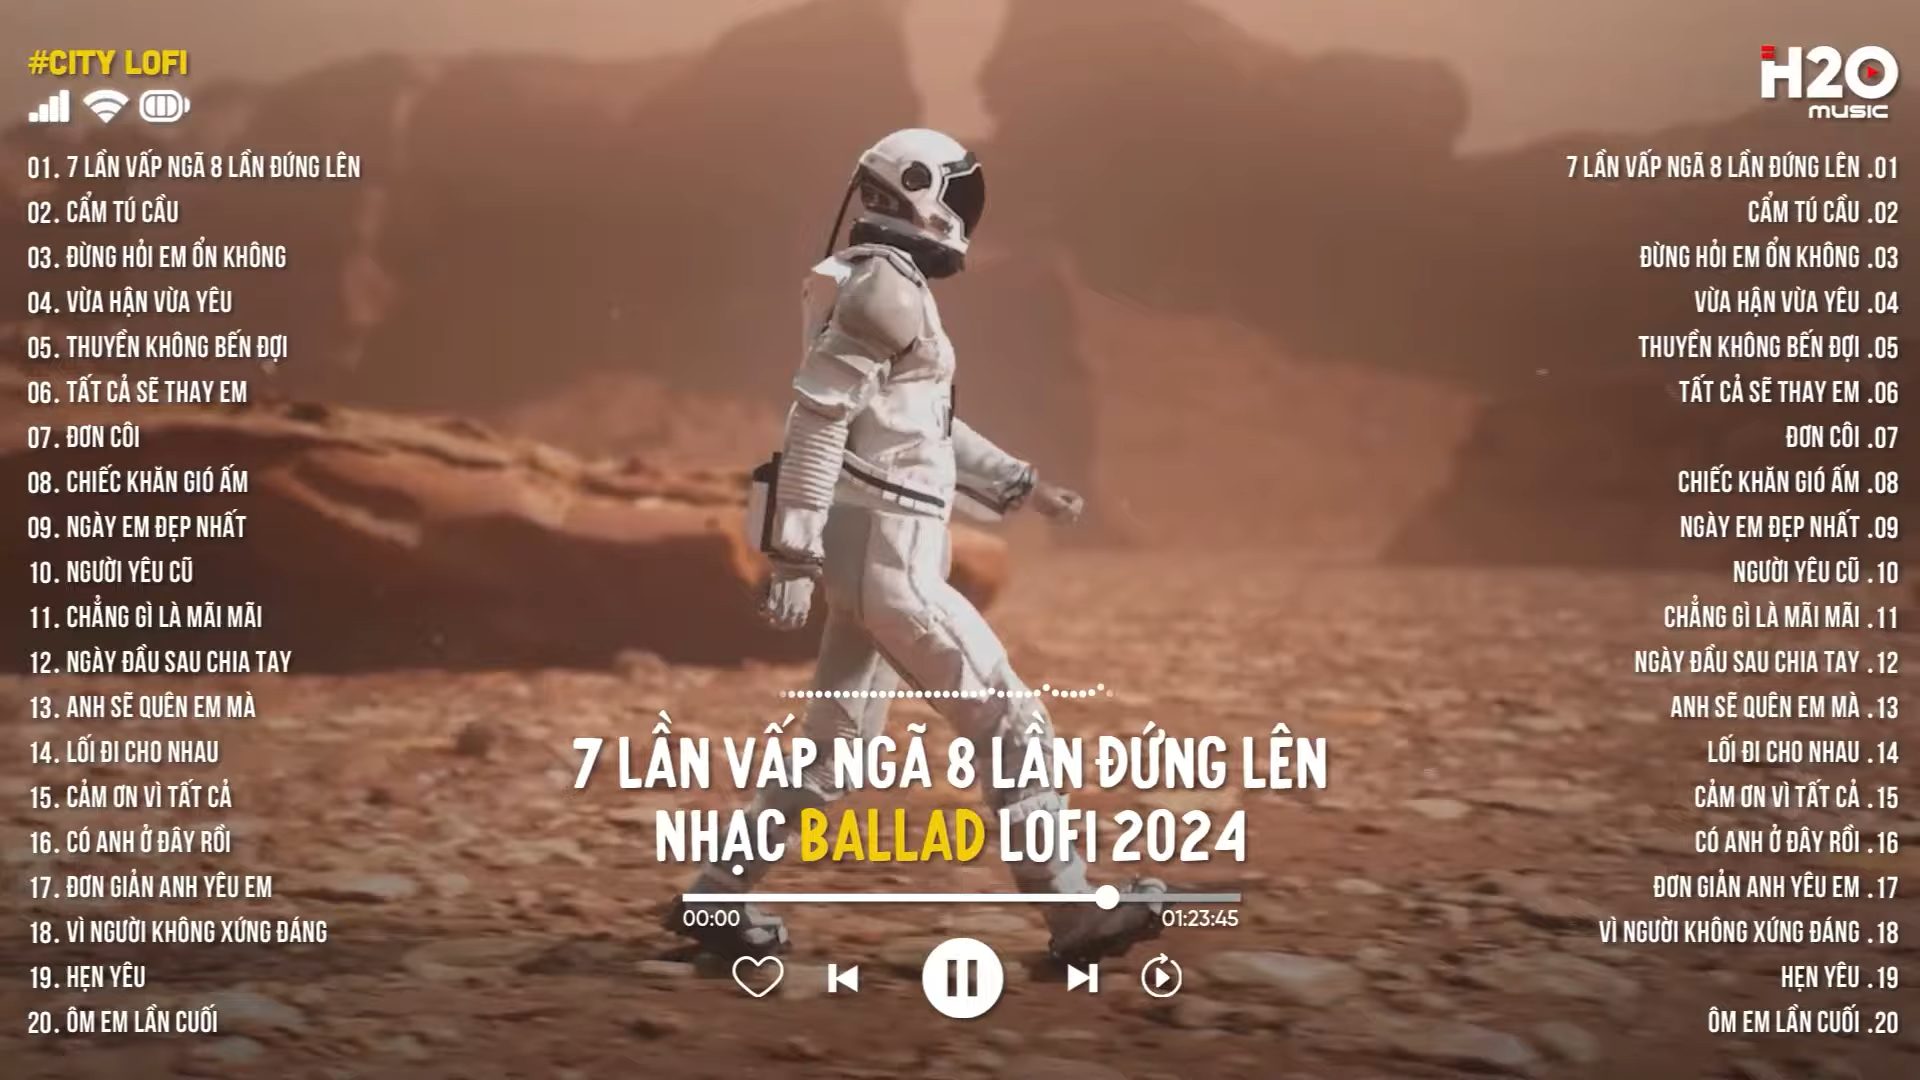 #CITY LOFI
H2O
MUSIC
01. 7 LẦN VẤP NGÃ 8 LẦN ĐỨNG LÊN
02. CẨM TÚ CẦU
03. ĐỪNG HỎI EM ỔN KHÔNG
04. VỪA HẬN VỪA YÊU
05. THUYỀN KHÔNG BẾN ĐỢI
06. TẤT CẢ SẼ THAY EM
07. ĐƠN CÔI
08. CHIẾC KHĂN GIÓ ẤM
09. NGÀY EM ĐẸP NHẤT
10. NGƯỜI YÊU CŨ
11. CHẲNG GÌ LÀ MÃI MÃI
12. NGÀY ĐẦU SAU CHIA TAY
13. ANH SẼ QUÊN EM MÀ
14. LỐI ĐI CHO NHAU
15. CẢM ƠN VÌ TẤT CẢ
16. CÓ ANH Ở ĐÂY RỒI
17. ĐƠN GIẢN ANH YÊU EM
18. VÌ NGƯỜI KHÔNG XỨNG ĐÁNG
19. HẸN YÊU
20. ÔM EM LẦN CUỐI
7 LẦN VẤP NGÃ 8 LẦN ĐỨNG LÊN .01
CẨM TÚ CẦU .02
ĐỪNG HỎI EM ỔN KHÔNG .03
VỪA HẬN VỪA YÊU .04
THUYỀN KHÔNG BẾN ĐỢI .05
TẤT CẢ SẼ THAY EM .06
ĐƠN CÔI .07
CHIẾC KHĂN GIÓ ẤM .08
NGÀY EM ĐẸP NHẤT .09
NGƯỜI YÊU CŨ .10
CHẲNG GÌ LÀ MÃI MÃI .11
NGÀY ĐẦU SAU CHIA TAY .12
ANH SẼ QUÊN EM MÀ .13
LỐI ĐI CHO NHAU .14
CẢM ƠN VÌ TẤT CẢ .15
CÓ ANH Ở ĐÂY RỒI .16
ĐƠN GIẢN ANH YÊU EM .17
VÌ NGƯỜI KHÔNG XỨNG ĐÁNG .18
HẸN YÊU .19
ÔM EM LẦN CUỐI .20
7 LẦN VẤP NGÃ 8 LẦN ĐỨNG LÊN
NHẠC BALLAD LOFI 2024
00:00 01:23:45